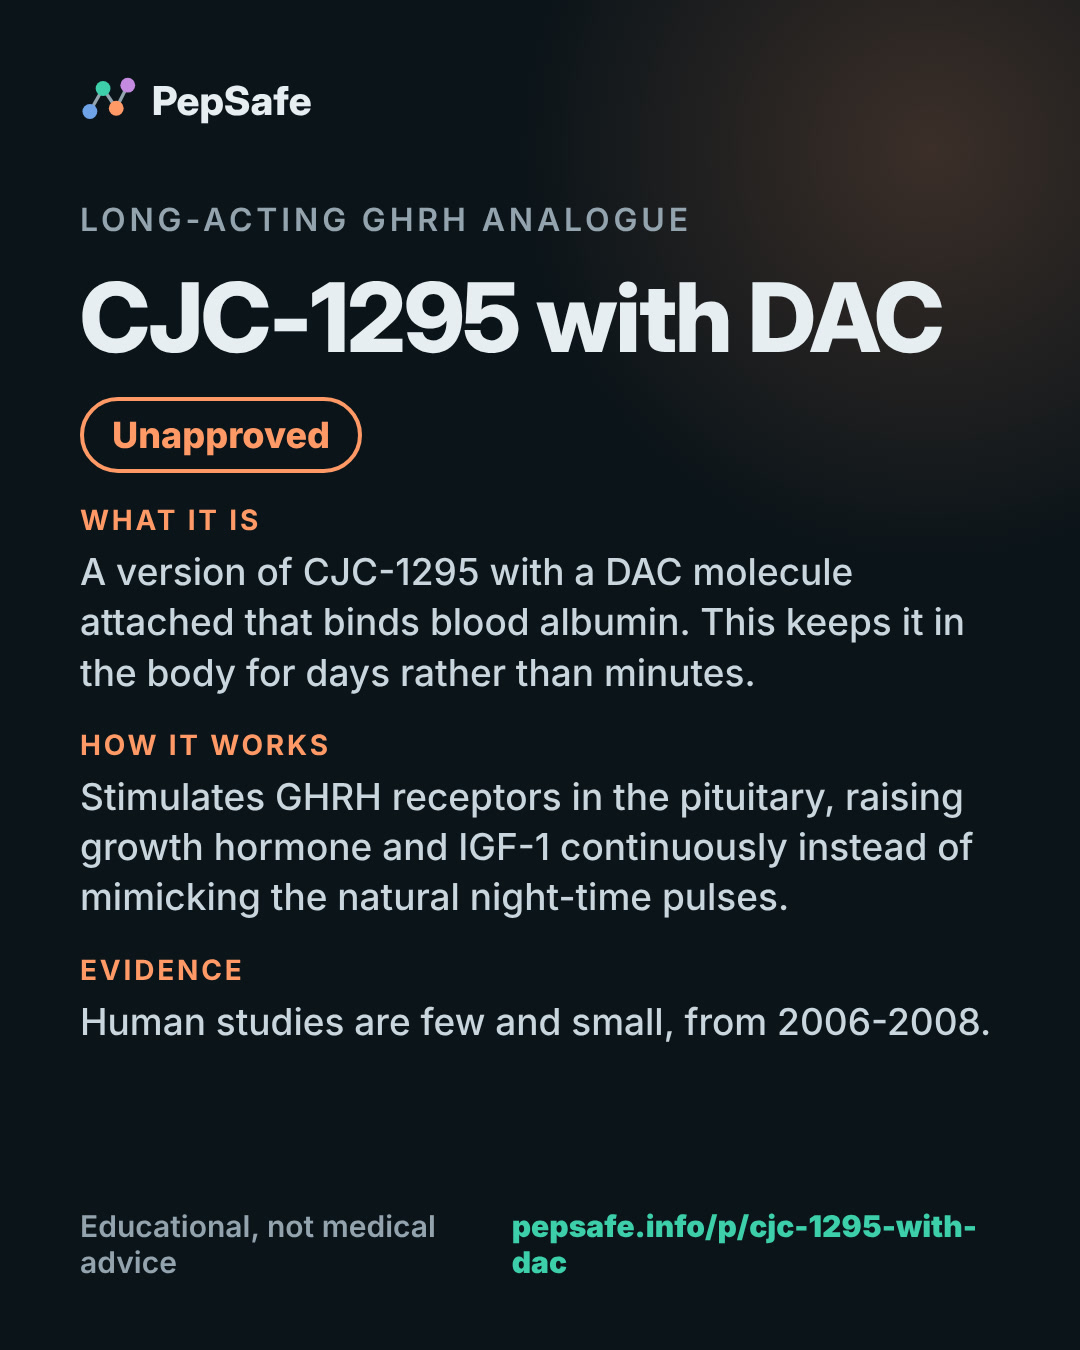 PepSafe
LONG-ACTING GHRH ANALOGUE
CJC-1295 with DAC
Unapproved
WHAT IT IS
A version of CJC-1295 with a DAC molecule
attached that binds blood albumin. This keeps it in
the body for days rather than minutes.
HOW IT WORKS
Stimulates GHRH receptors in the pituitary, raising
growth hormone and IGF-1 continuously instead of
mimicking the natural night-time pulses.
EVIDENCE
Human studies are few and small, from 2006-2008.
Educational, not medical
advice
pepsafe.info/p/cjc-1295-with-
dac